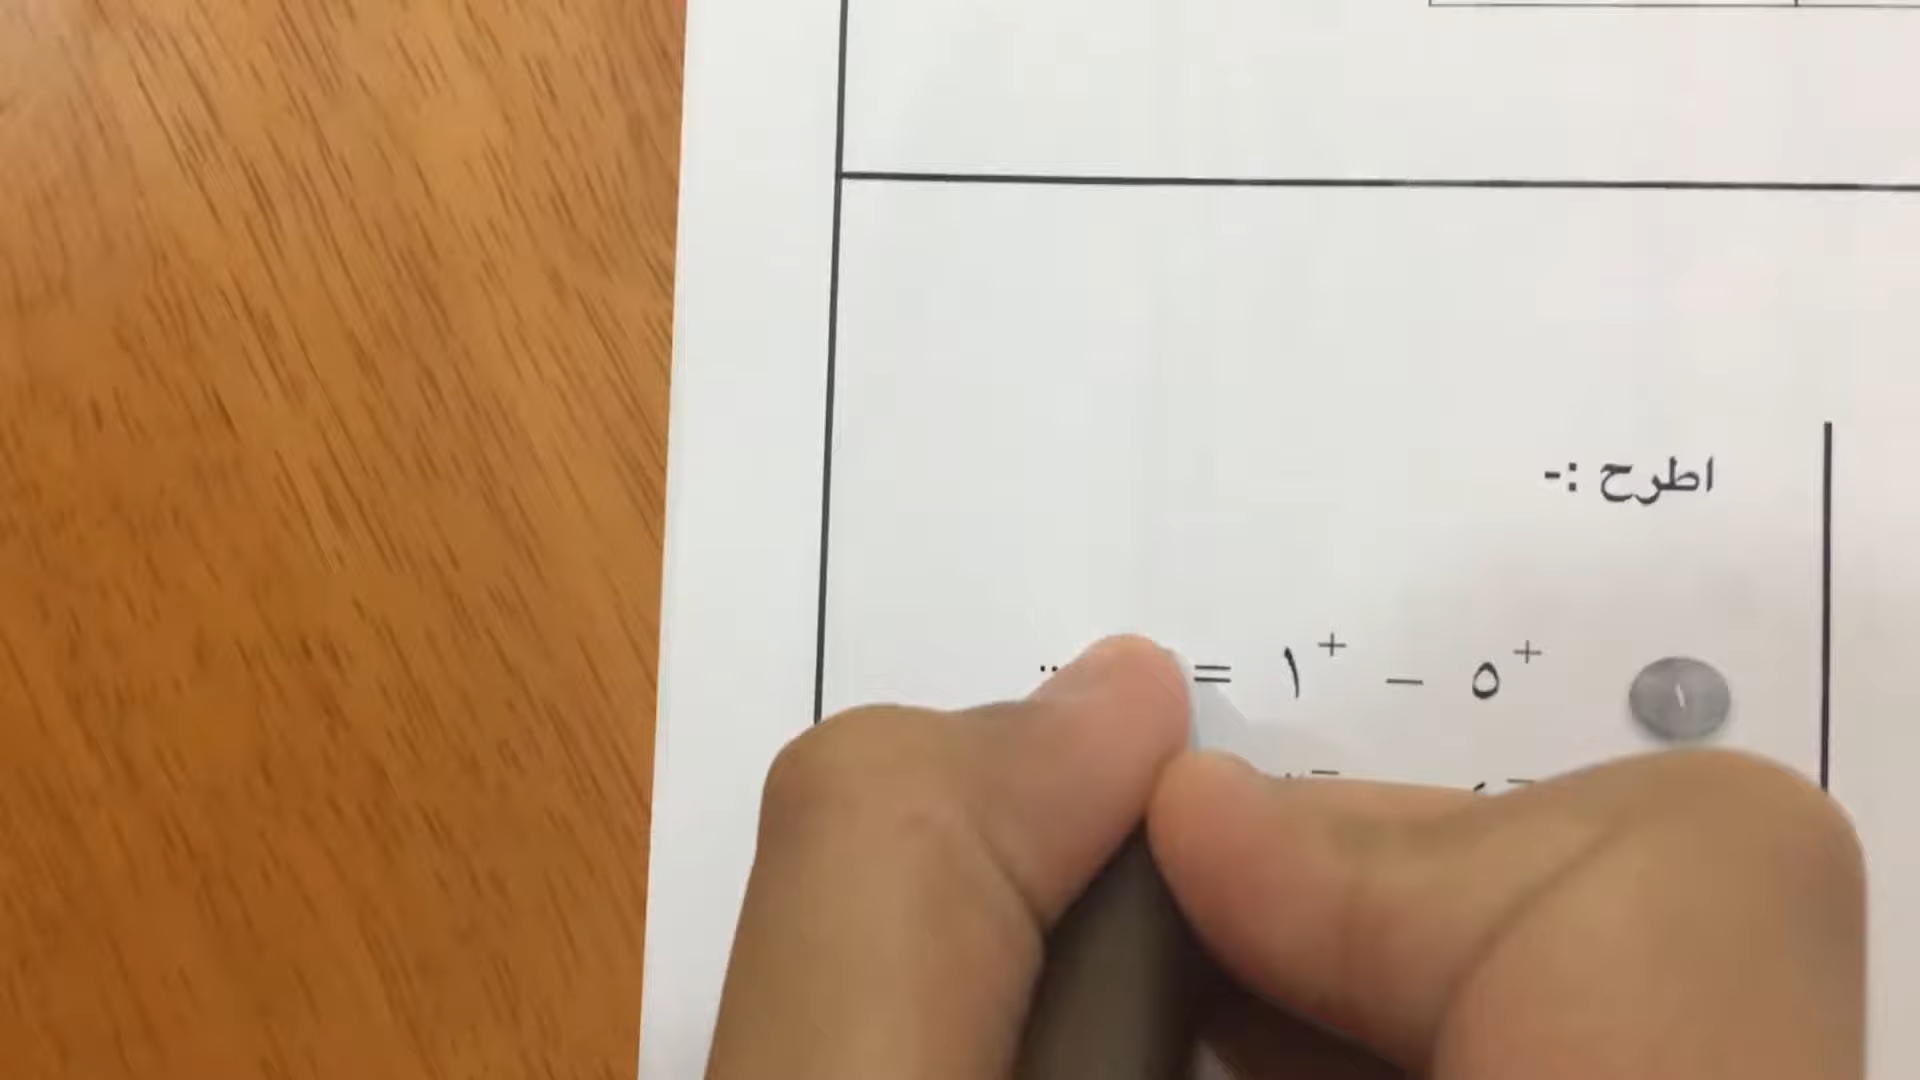 اطرح :-
١ ٥⁺ – ١⁺ = ..